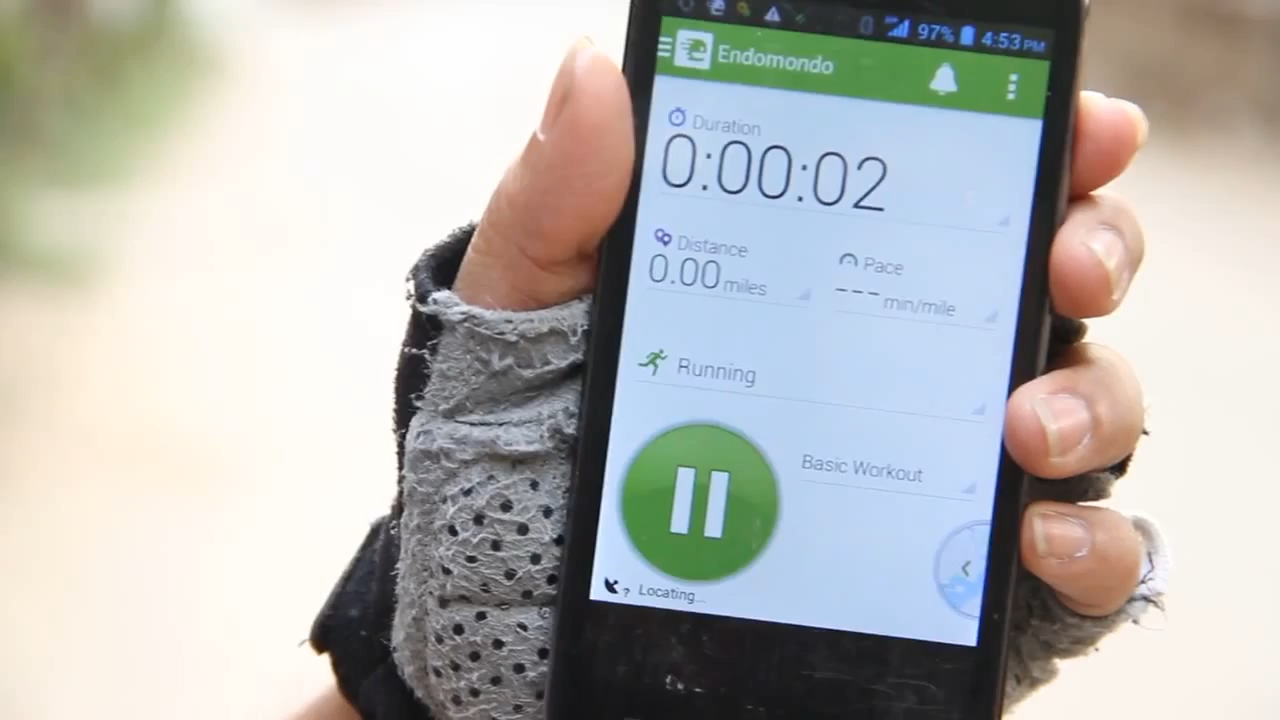 97% 4:53 PM
Endomondo
Duration
0:00:02
Distance
0.00 miles
Pace
--- min/mile
Running
Basic Workout
? Locating...